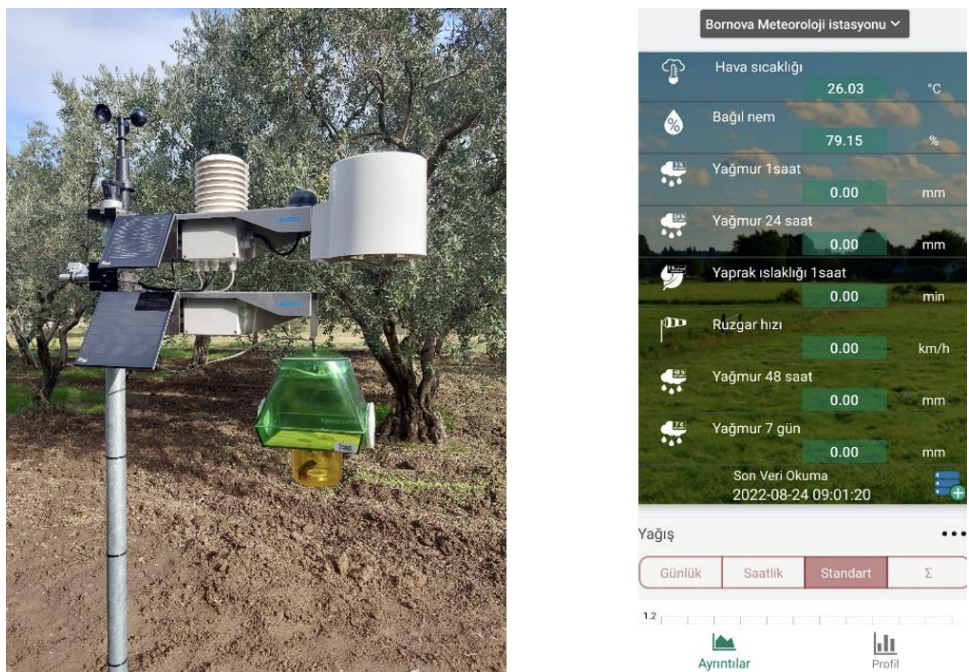 Bornova Meteoroloji istasyonu
Hava sıcaklığı
26.03 °C
Bağıl nem
79.15 %
Yağmur 1saat
0.00 mm
Yağmur 24 saat
0.00 mm
Yaprak ıslaklığı 1saat
0.00 min
Ruzgar hızı
0.00 km/h
Yağmur 48 saat
0.00 mm
Yağmur 7 gün
0.00 mm
Son Veri Okuma
2022-08-24 09:01:20
Yağış
Günlük Saatlik Standart Σ
1.2
Ayrıntılar Profil